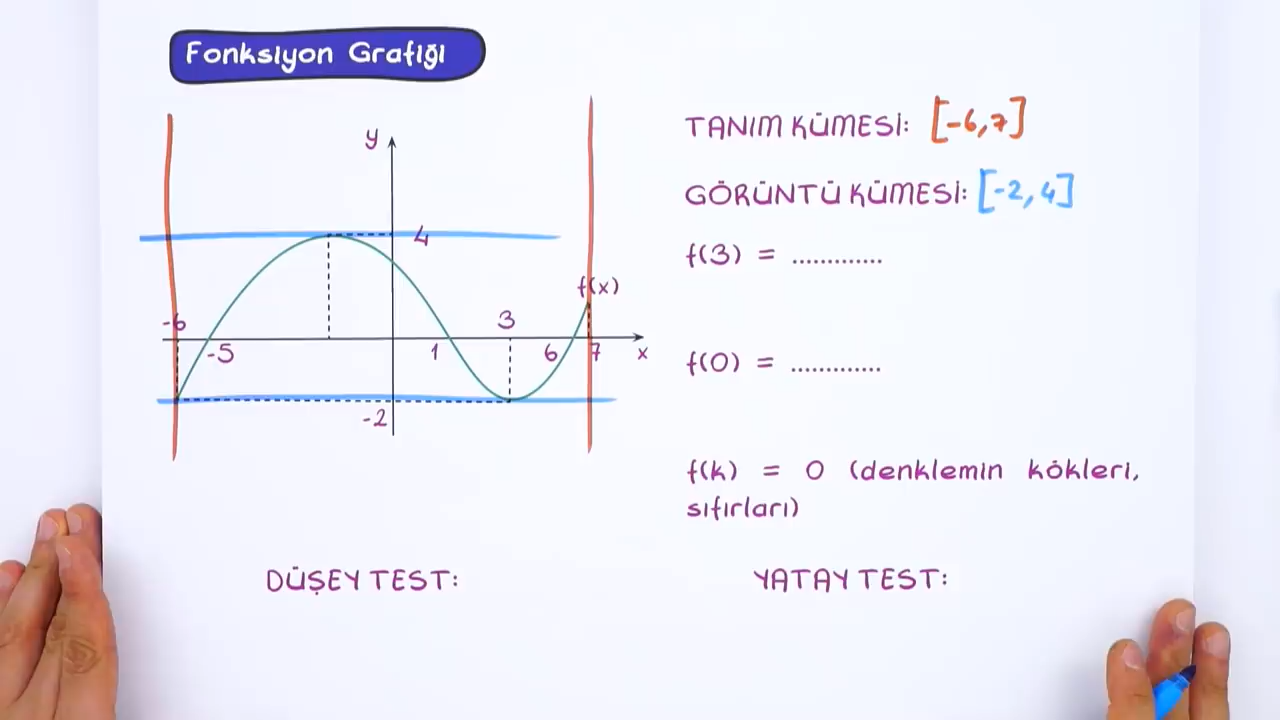 Fonksiyon Grafiği
TANIM KÜMESİ: [-6,7]
GÖRÜNTÜ KÜMESİ: [-2,4]
f(3) = .............
f(0) = .............
f(k) = 0 (denklemin kökleri,
sıfırları)
y
4
f(x)
-6
3
-5
1
6
7
x
-2
DÜŞEY TEST:
YATAY TEST: